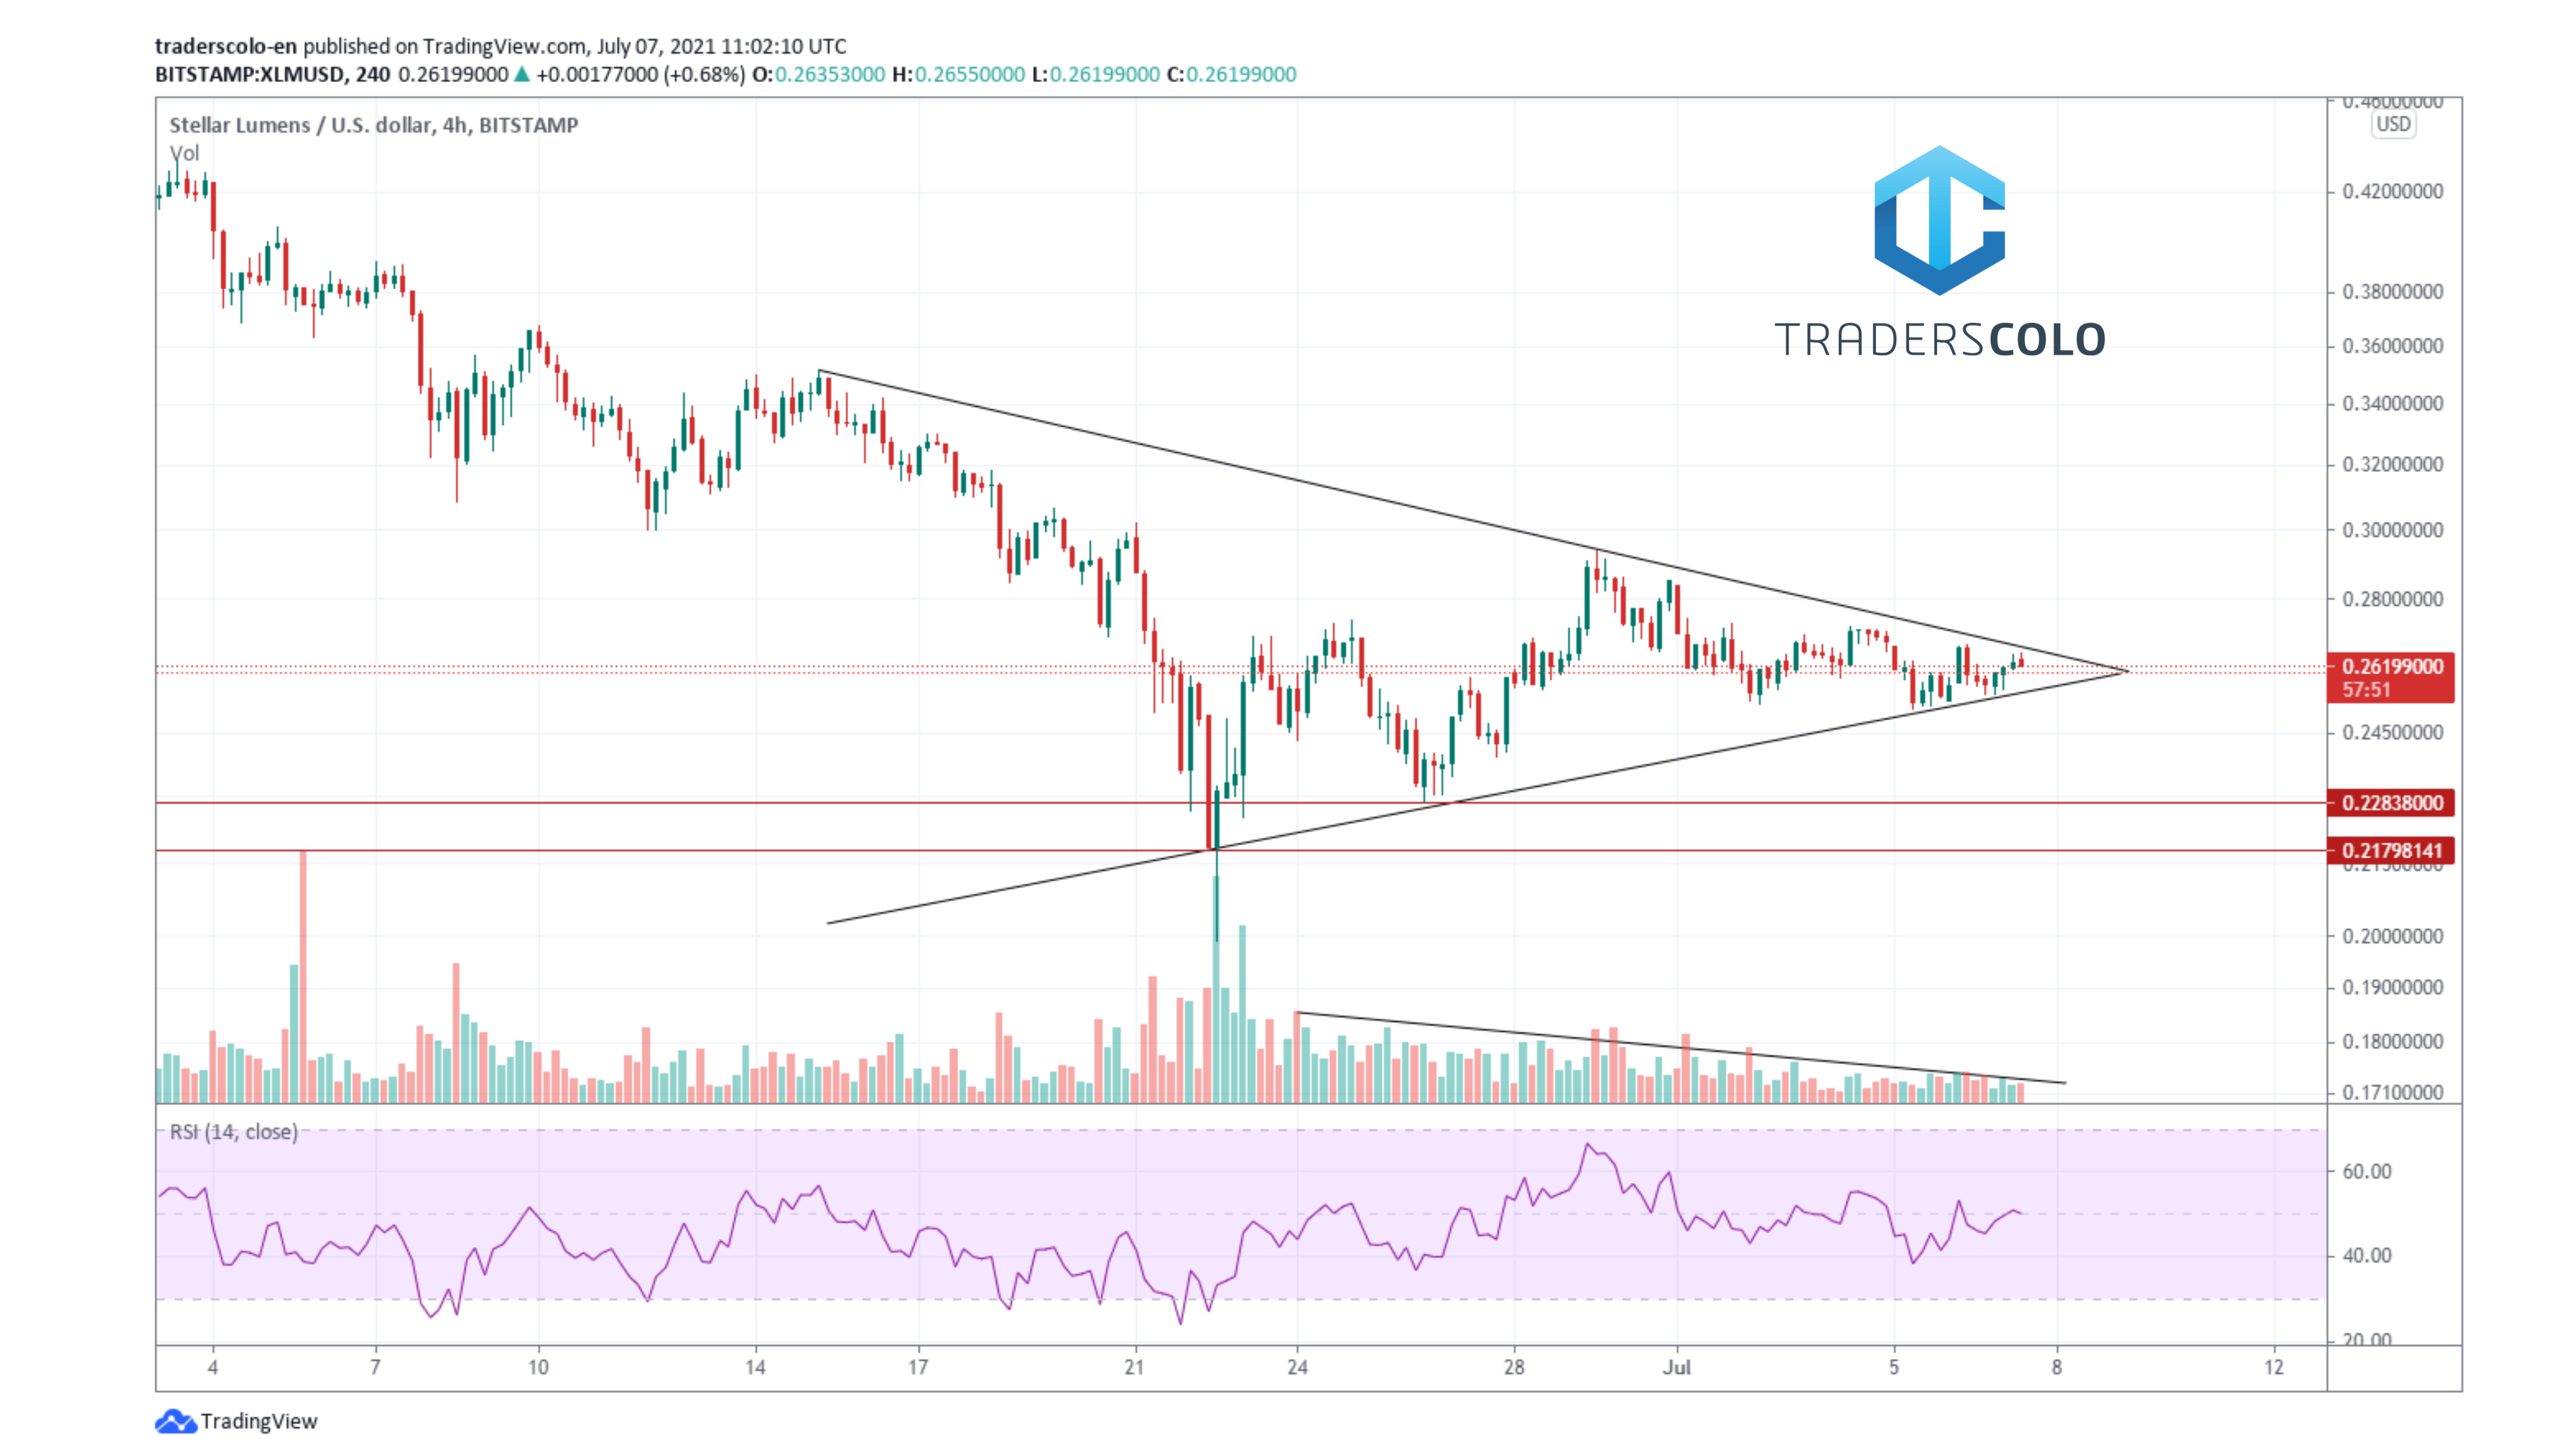 traderscolo-en published on TradingView.com, July 07, 2021 11:02:10 UTC
BITSTAMP:XLMUSD, 240 0.26199000 ▲ +0.00177000 (+0.68%) O:0.26353000 H:0.26550000 L:0.26199000 C:0.26199000
Stellar Lumens / U.S. dollar, 4h, BITSTAMP
Vol
TRADERSCOLO
0.46000000
USD
0.42000000
0.38000000
0.36000000
0.34000000
0.32000000
0.30000000
0.28000000
0.26199000
57:51
0.24500000
0.22838000
0.21798141
0.20000000
0.19000000
0.18000000
0.17100000
RSI (14, close)
60.00
40.00
20.00
4 7 10 14 17 21 24 28 Jul 5 8 12
TradingView